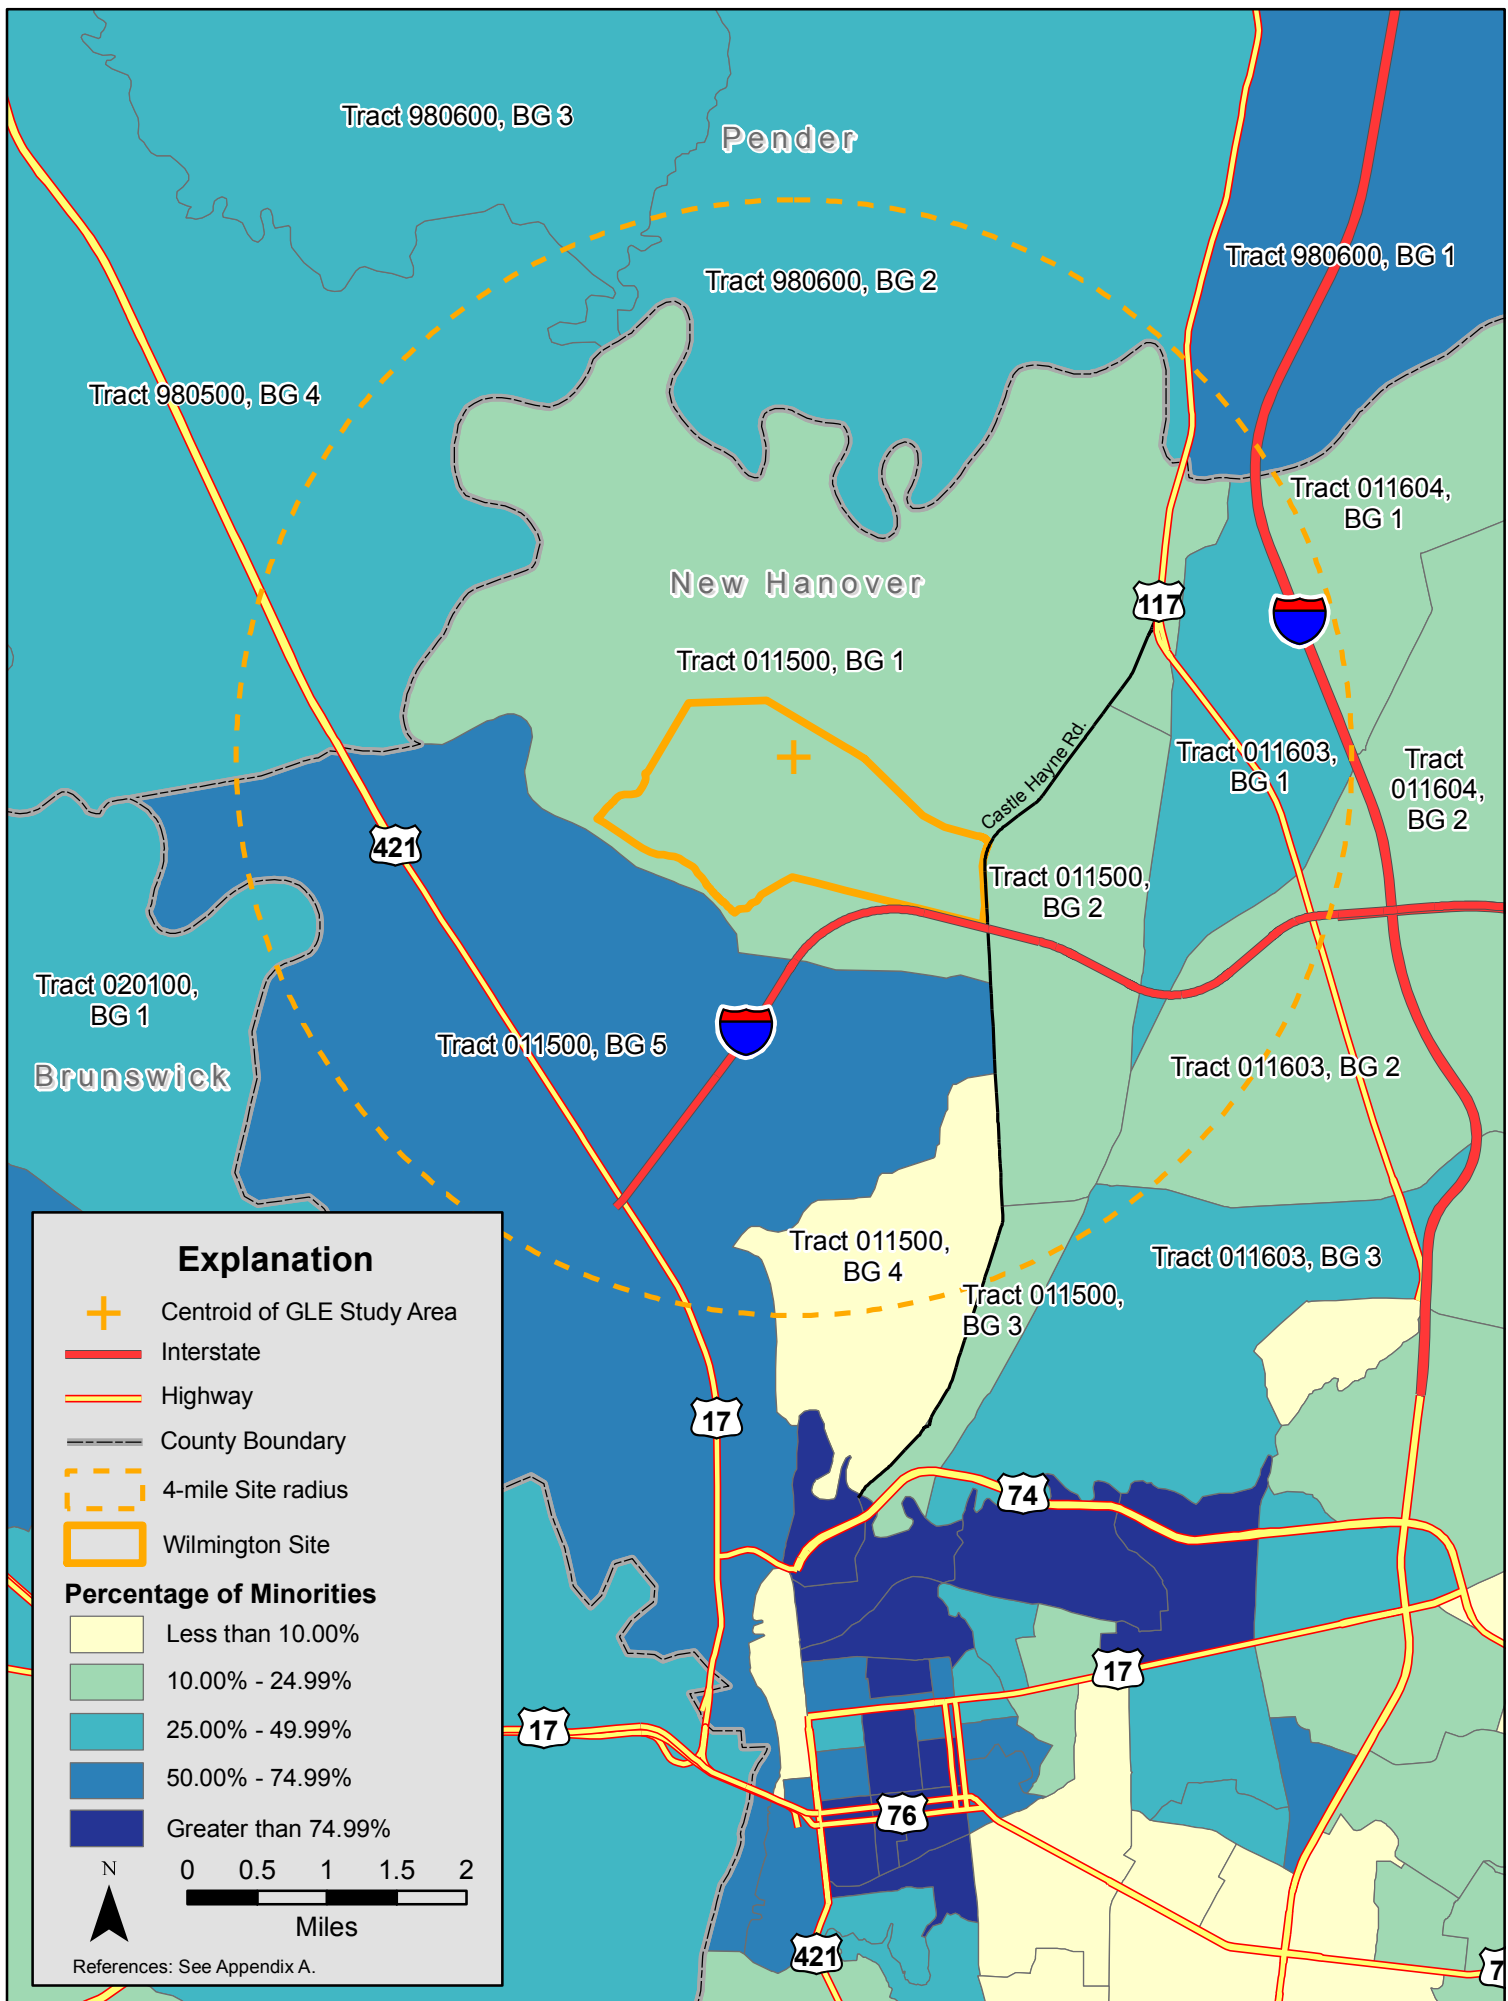 Tract 980600, BG 3
Pender
Tract 980600, BG 1
Tract 980600, BG 2
Tract 980500, BG 4
Tract 011604,
BG 1
New Hanover
117
Tract 011500, BG 1
Castle Hayne Rd.
Tract 011603,
BG 1
Tract
011604,
BG 2
421
Tract 011500,
BG 2
Tract 020100,
BG 1
Brunswick
Tract 011500, BG 5
Tract 011603, BG 2
Tract 011500,
BG 4
Tract 011603, BG 3
Tract 011500,
BG 3
17
74
17
17
76
421
7
Explanation
Centroid of GLE Study Area
Interstate
Highway
County Boundary
4-mile Site radius
Wilmington Site
Percentage of Minorities
Less than 10.00%
10.00% - 24.99%
25.00% - 49.99%
50.00% - 74.99%
Greater than 74.99%
N
0 0.5 1 1.5 2
Miles
References: See Appendix A.